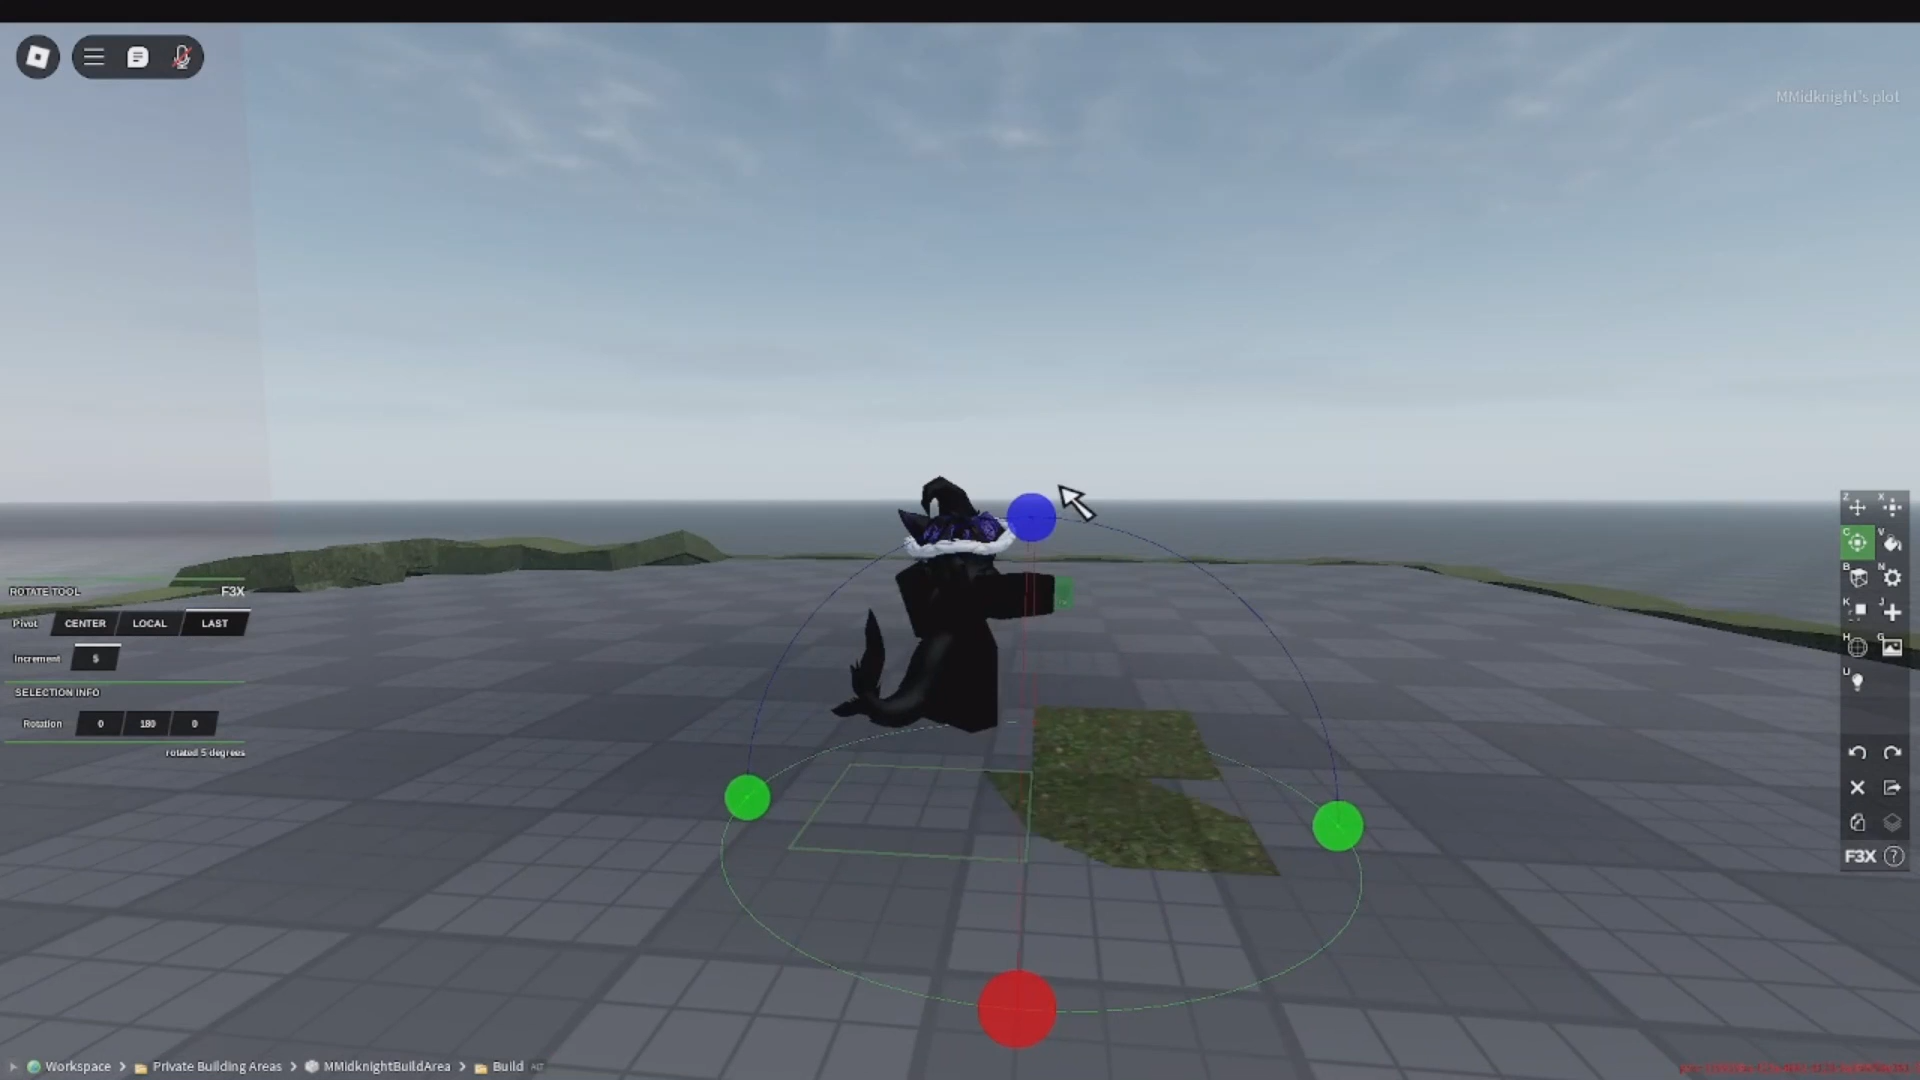 MMidknight's plot
ROTATE TOOL F3X
Pivot CENTER LOCAL LAST
Increment 5
SELECTION INFO
Rotation 0 180 0
rotated 5 degrees
Z X
C V
B N
K J
H G
U
F3X ?
Workspace > Private Building Areas > MMidknightBuildArea > Build ALT